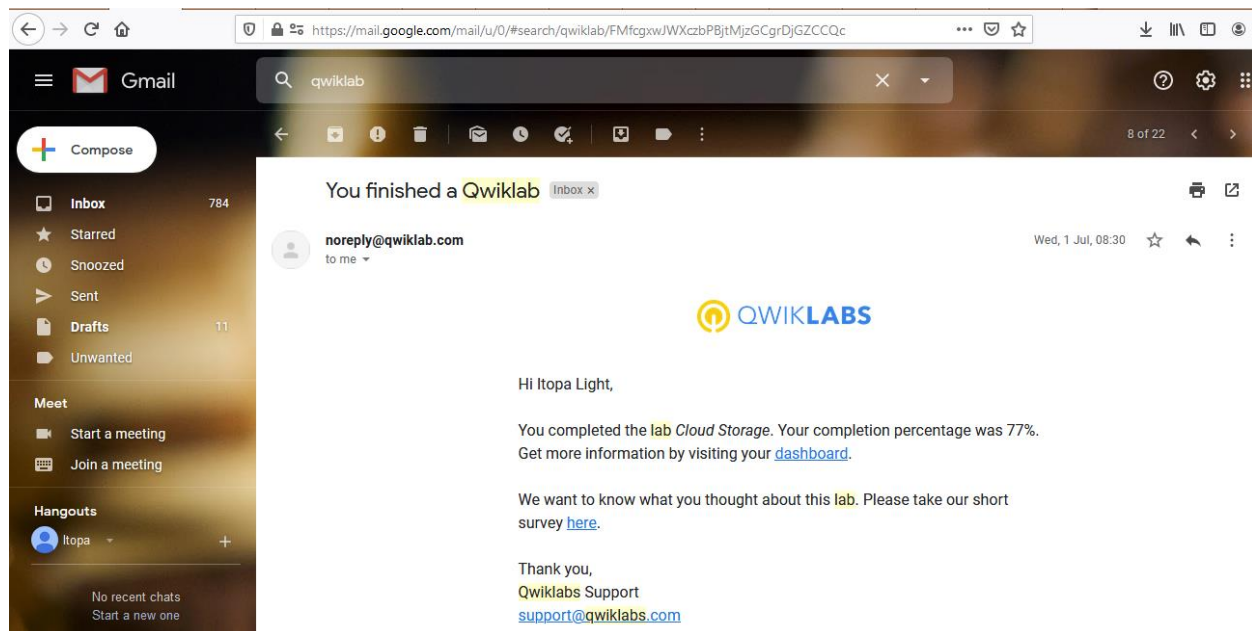 https://mail.google.com/mail/u/0/#search/qwiklab/FMfcgxwJWXczbPBjtMjzGCgrDjGZCCQc
Gmail
qwiklab
Compose
8 of 22
Inbox 784
Starred
Snoozed
Sent
Drafts 11
Unwanted
Meet
Start a meeting
Join a meeting
Hangouts
Itopa
No recent chats
Start a new one
You finished a Qwiklab Inbox x
noreply@qwiklab.com
Wed, 1 Jul, 08:30
to me
QWIKLABS
Hi Itopa Light,
You completed the lab Cloud Storage. Your completion percentage was 77%.
Get more information by visiting your dashboard.
We want to know what you thought about this lab. Please take our short
survey here.
Thank you,
Qwiklabs Support
support@qwiklabs.com